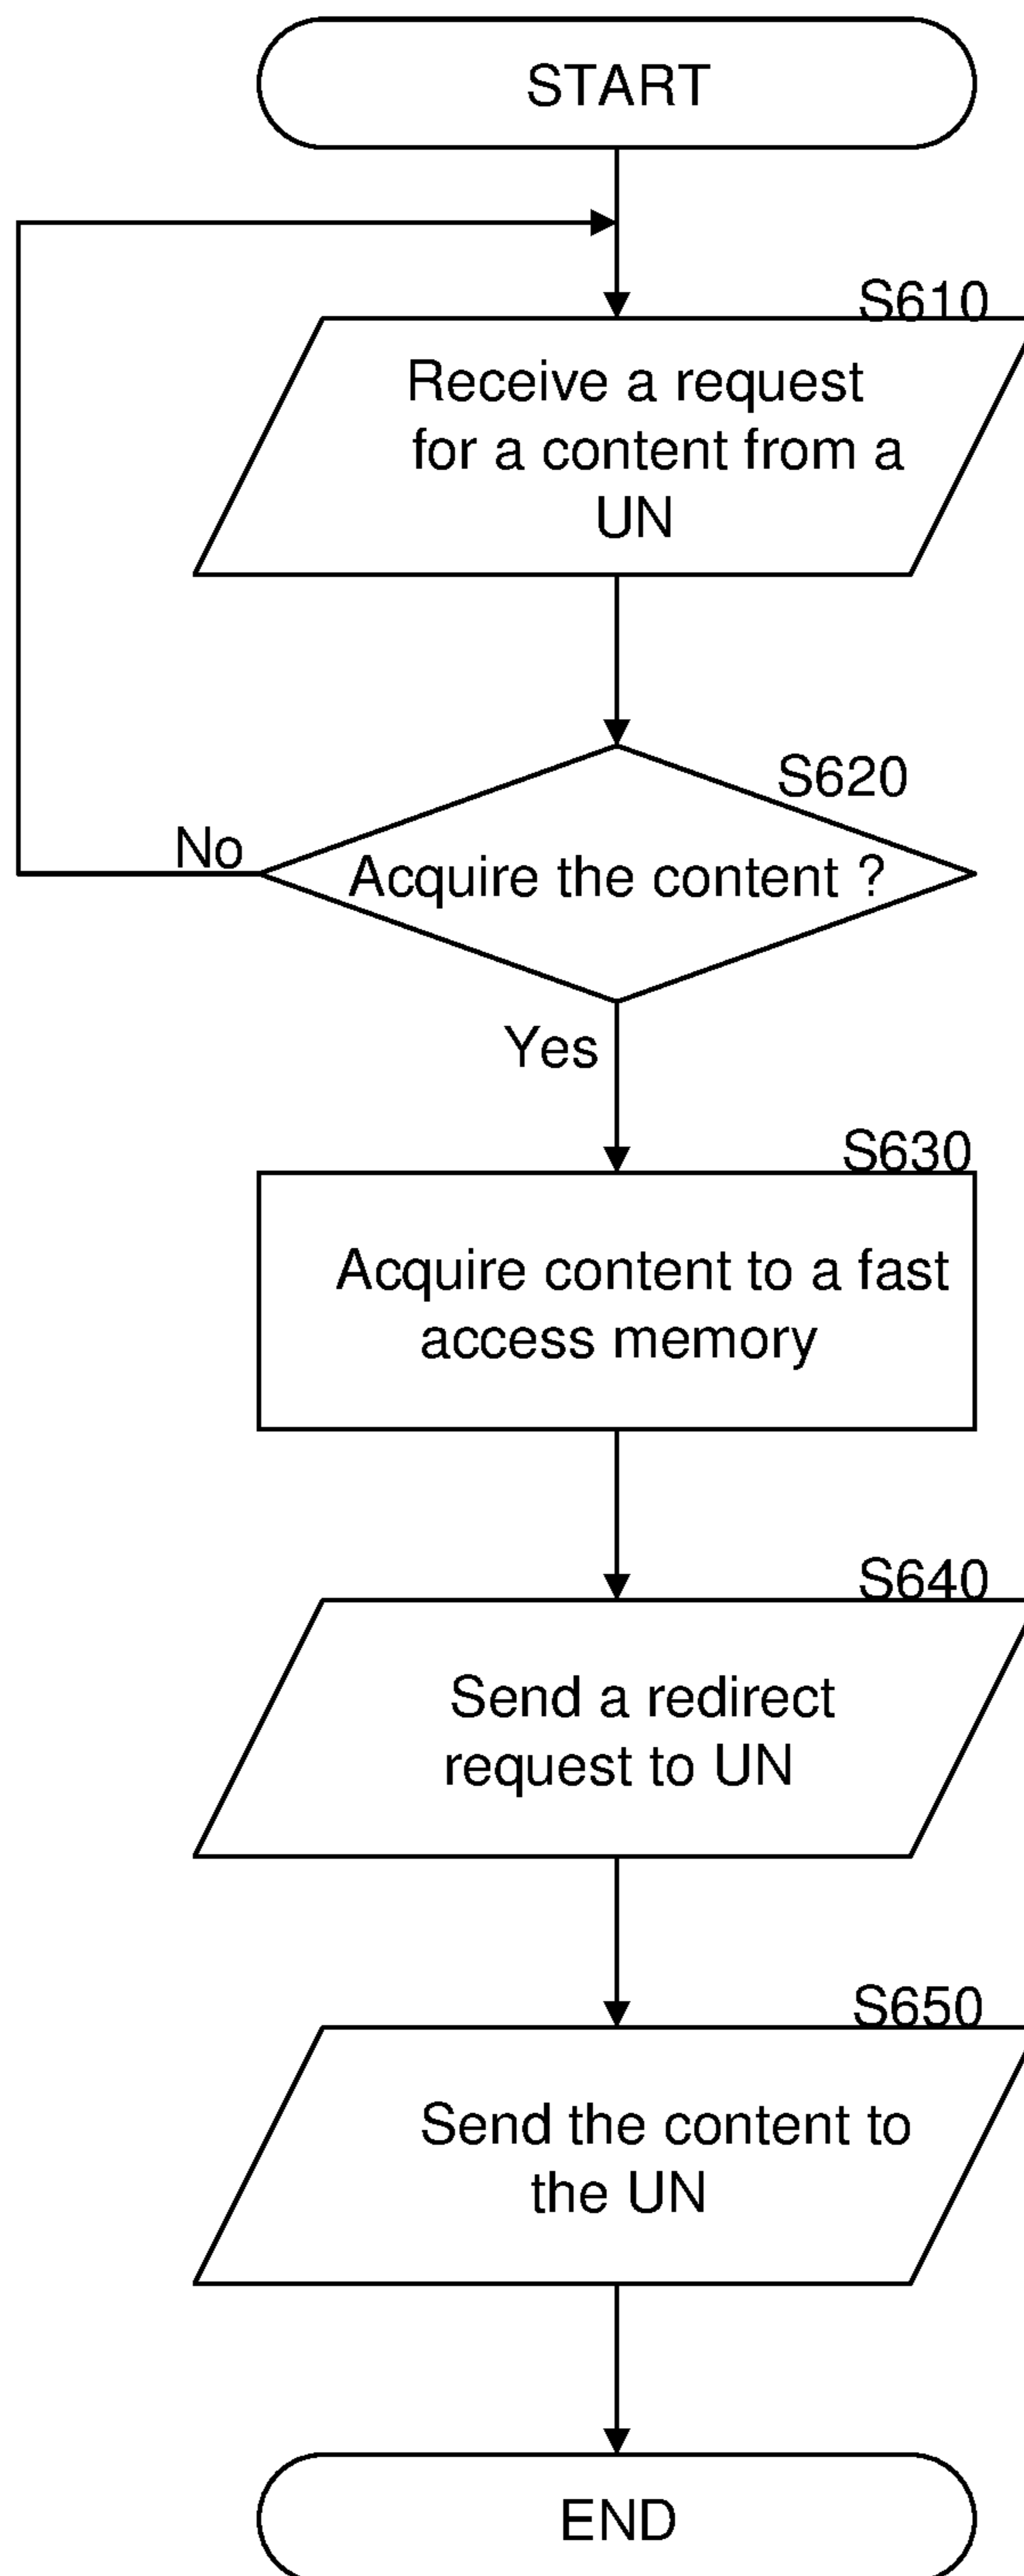 START
S610
Receive a request
for a content from a
UN
S620
No
Acquire the content ?
Yes
S630
Acquire content to a fast
access memory
S640
Send a redirect
request to UN
S650
Send the content to
the UN
END